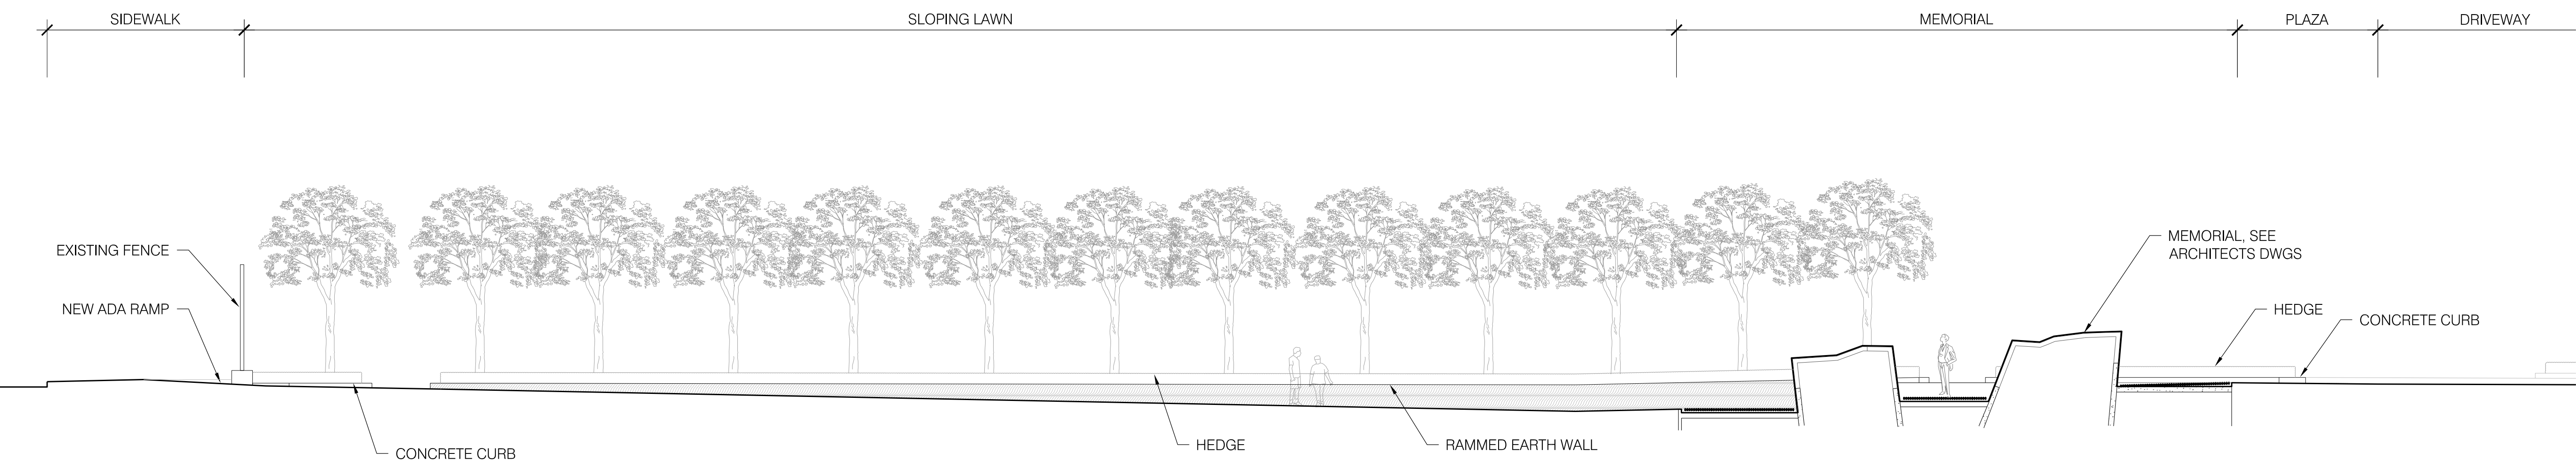 SIDEWALK
SLOPING LAWN
MEMORIAL
PLAZA
DRIVEWAY
EXISTING FENCE
NEW ADA RAMP
MEMORIAL, SEE
ARCHITECTS DWGS
HEDGE
CONCRETE CURB
CONCRETE CURB
HEDGE
RAMMED EARTH WALL